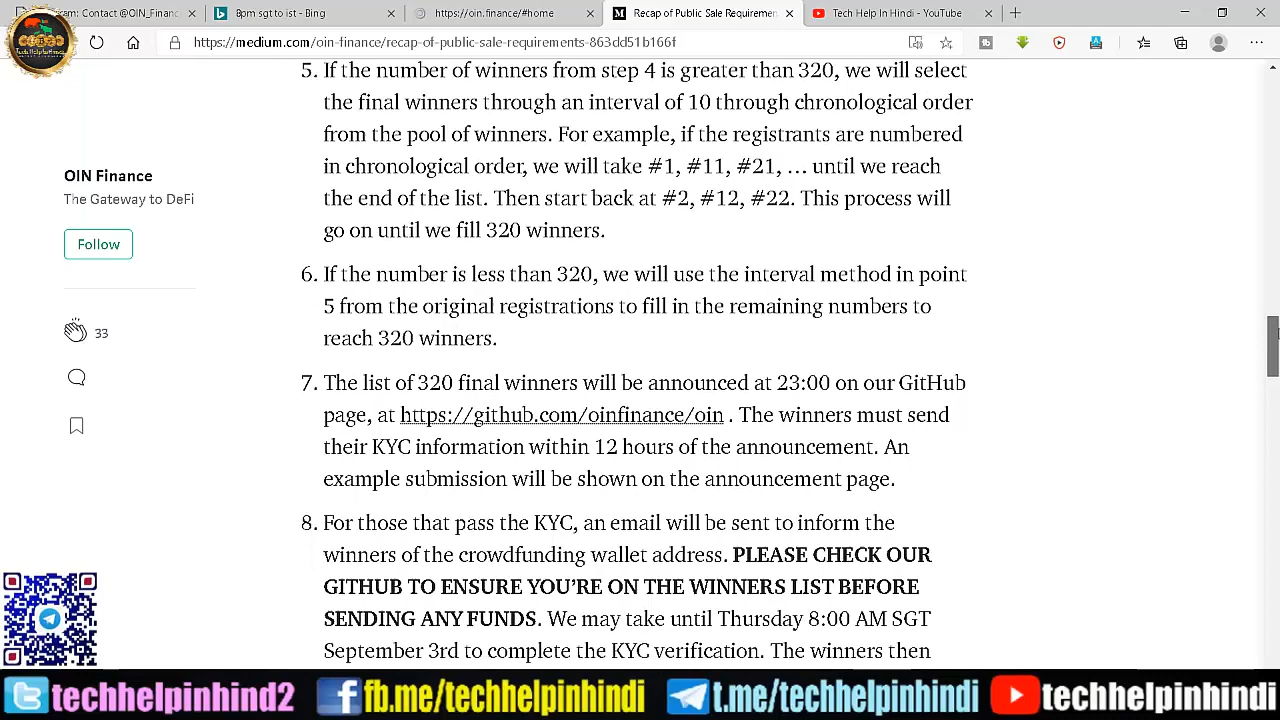 Telegram: Contact @OIN_Financ
8pm sgt to ist - Bing
https://oin.finance/#home
Recap of Public Sale Requiremen
Tech Help In Hindi - YouTube
https://medium.com/oin-finance/recap-of-public-sale-requirements-863dd51b166f
5. If the number of winners from step 4 is greater than 320, we will select
the final winners through an interval of 10 through chronological order
from the pool of winners. For example, if the registrants are numbered
in chronological order, we will take #1, #11, #21, … until we reach
the end of the list. Then start back at #2, #12, #22. This process will
go on until we fill 320 winners.
OIN Finance
The Gateway to DeFi
Follow
33
6. If the number is less than 320, we will use the interval method in point
5 from the original registrations to fill in the remaining numbers to
reach 320 winners.
7. The list of 320 final winners will be announced at 23:00 on our GitHub
page, at https://github.com/oinfinance/oin . The winners must send
their KYC information within 12 hours of the announcement. An
example submission will be shown on the announcement page.
8. For those that pass the KYC, an email will be sent to inform the
winners of the crowdfunding wallet address. PLEASE CHECK OUR
GITHUB TO ENSURE YOU’RE ON THE WINNERS LIST BEFORE
SENDING ANY FUNDS. We may take until Thursday 8:00 AM SGT
September 3rd to complete the KYC verification. The winners then
techhelpinhind2
fb.me/techhelpinhindi
t.me/techhelpinhindi
techhelpinhindi